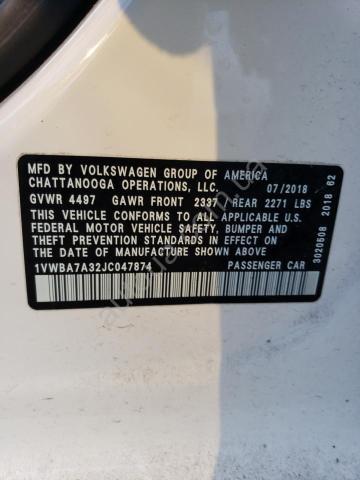 MFD BY VOLKSWAGEN GROUP OF AMERICA
CHATTANOOGA OPERATIONS, LLC. 07/2018
GVWR 4497 GAWR FRONT 2337 / REAR 2271 LBS
THIS VEHICLE CONFORMS TO ALL APPLICABLE U.S.
FEDERAL MOTOR VEHICLE SAFETY, BUMPER AND
THEFT PREVENTION STANDARDS IN EFFECT ON
THE DATE OF MANUFACTURE SHOWN ABOVE
1VWBA7A32JC047874 PASSENGER CAR
3020508 2018 62